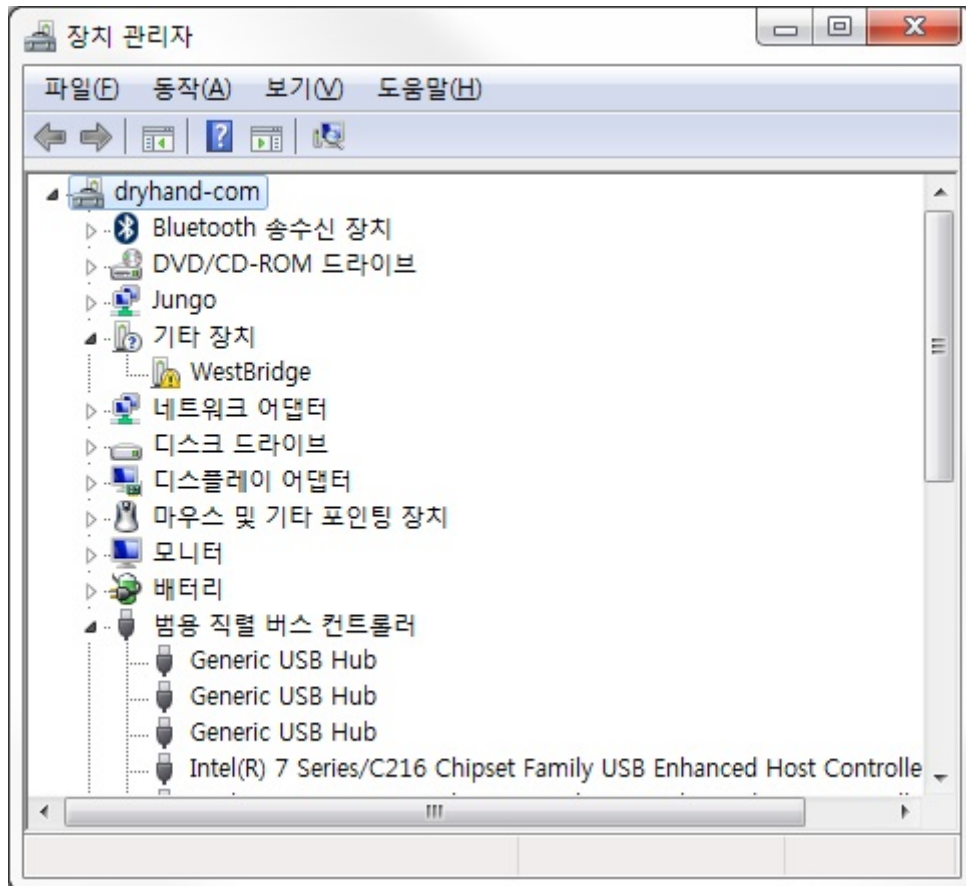 장치 관리자
파일(F) 동작(A) 보기(V) 도움말(H)
dryhand-com
Bluetooth 송수신 장치
DVD/CD-ROM 드라이브
Jungo
기타 장치
WestBridge
네트워크 어댑터
디스크 드라이브
디스플레이 어댑터
마우스 및 기타 포인팅 장치
모니터
배터리
범용 직렬 버스 컨트롤러
Generic USB Hub
Generic USB Hub
Generic USB Hub
Intel(R) 7 Series/C216 Chipset Family USB Enhanced Host Controlle